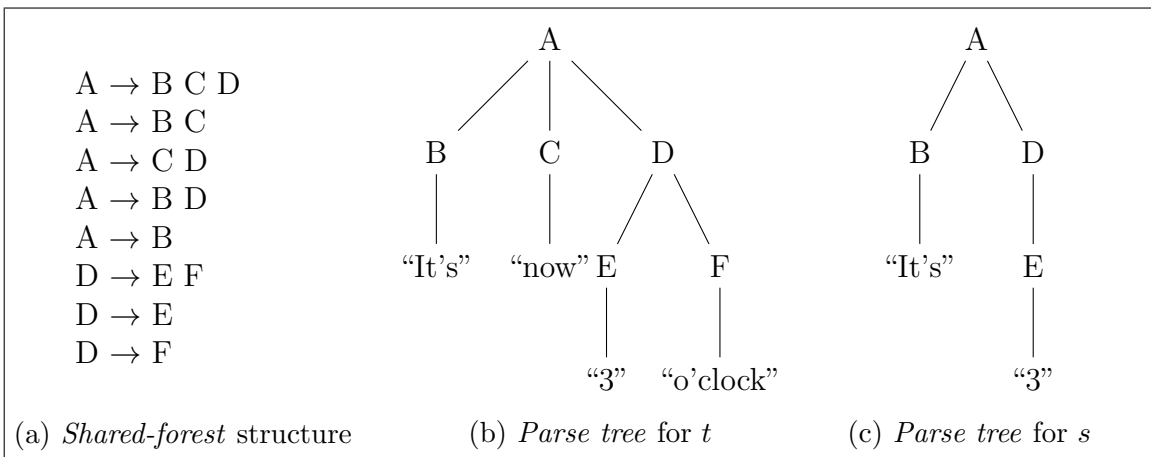 A → B C D
A → B C
A → C D
A → B D
A → B
D → E F
D → E
D → F
(a) Shared-forest structure
A
B C D
“It's” “now” E F
“3” “o'clock”
(b) Parse tree for t
A
B D
“It's” E
“3”
(c) Parse tree for s